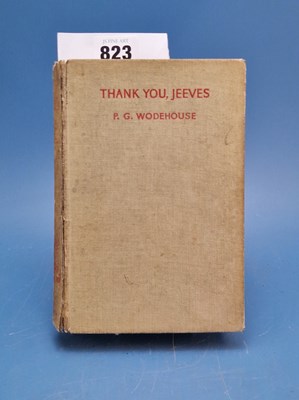 823
THANK YOU, JEEVES
P. G. WODEHOUSE